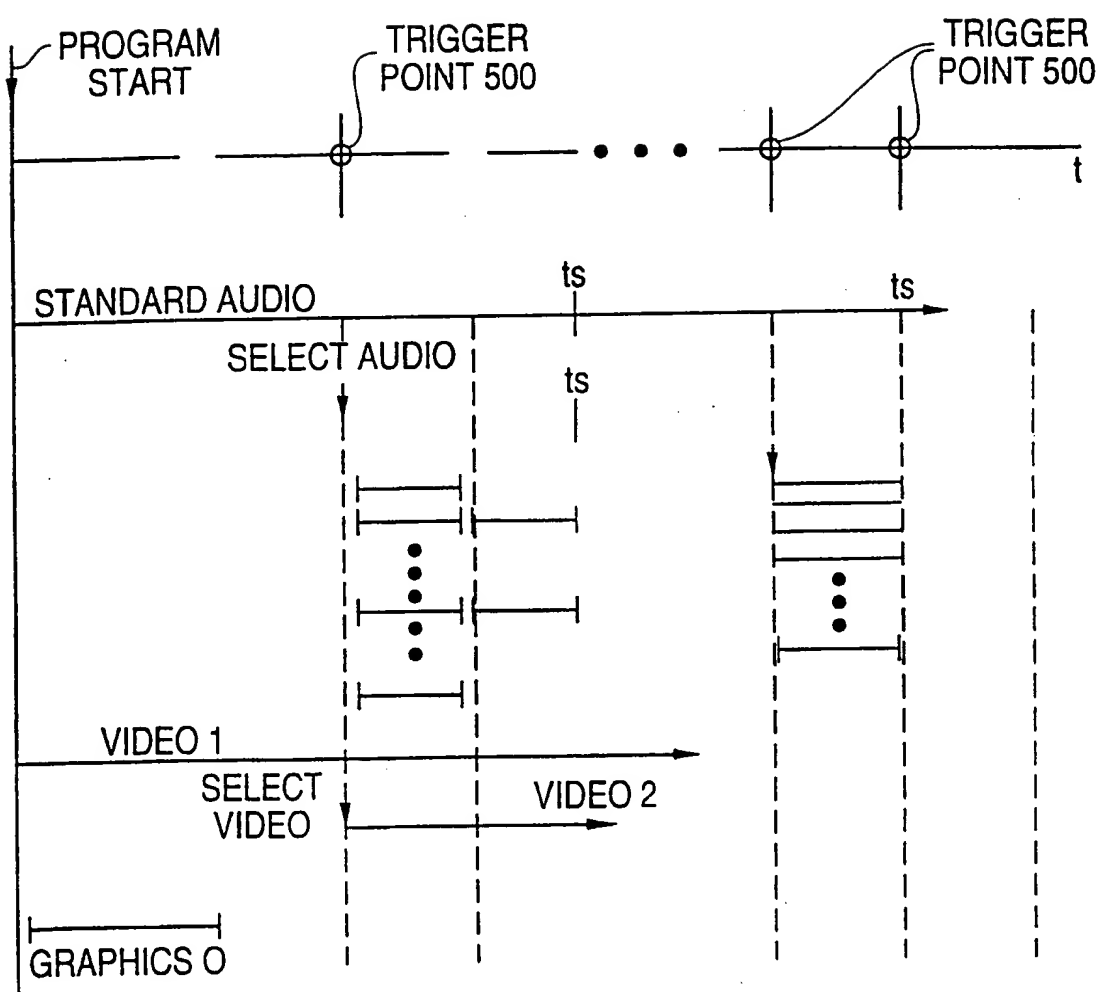 PROGRAM
START
TRIGGER
POINT 500
TRIGGER
POINT 500
t
ts
ts
STANDARD AUDIO
SELECT AUDIO
ts
VIDEO 1
SELECT
VIDEO
VIDEO 2
GRAPHICS O